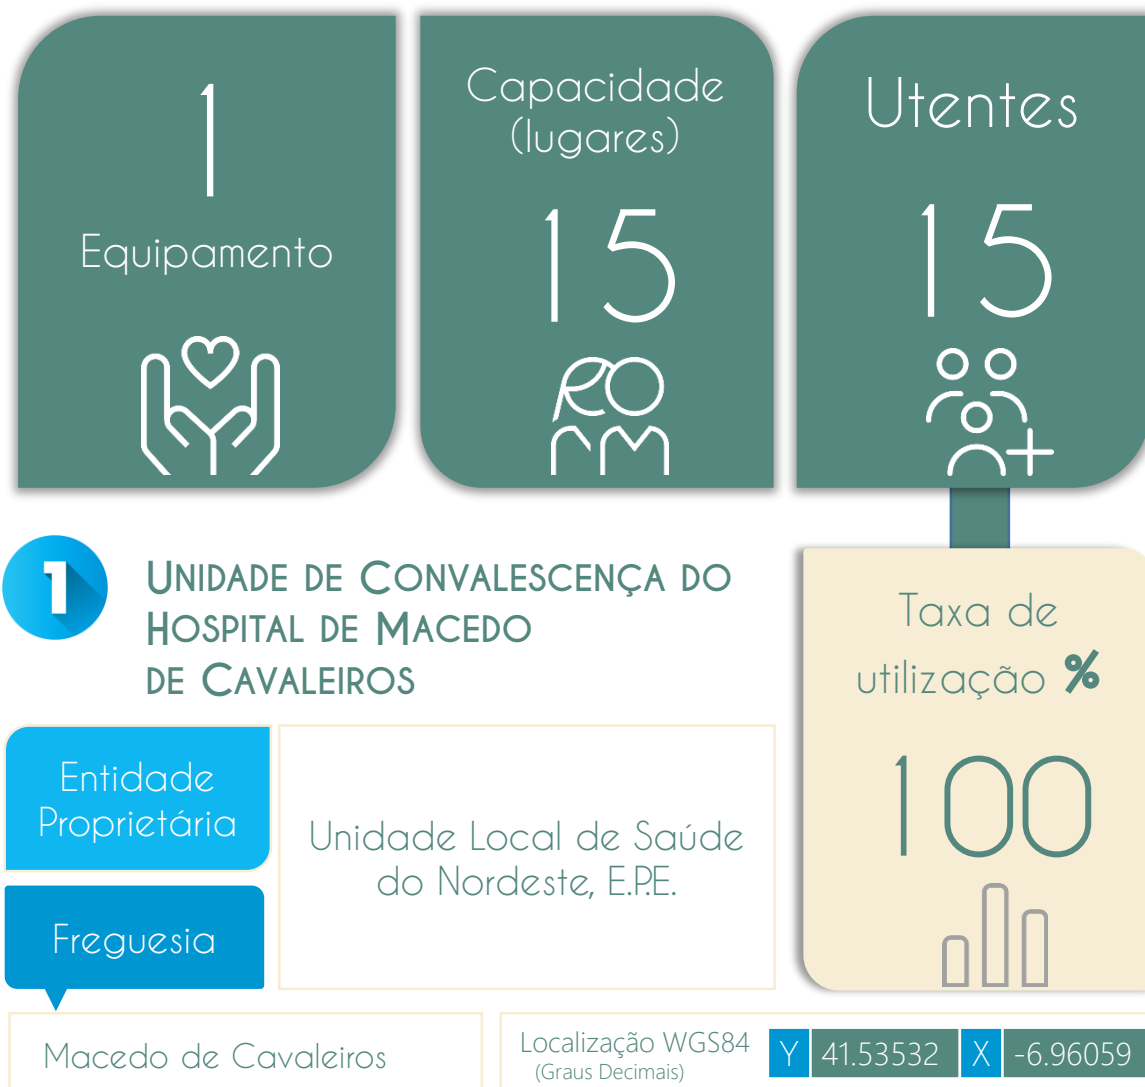 1
Equipamento
Capacidade
(lugares)
15
Utentes
15
1
UNIDADE DE CONVALESCENÇA DO
HOSPITAL DE MACEDO
DE CAVALEIROS
Taxa de
utilização %
100
Entidade
Proprietária
Unidade Local de Saúde
do Nordeste, E.P.E.
Freguesia
Macedo de Cavaleiros
Localização WGS84
(Graus Decimais)
Y 41.53532 X -6.96059